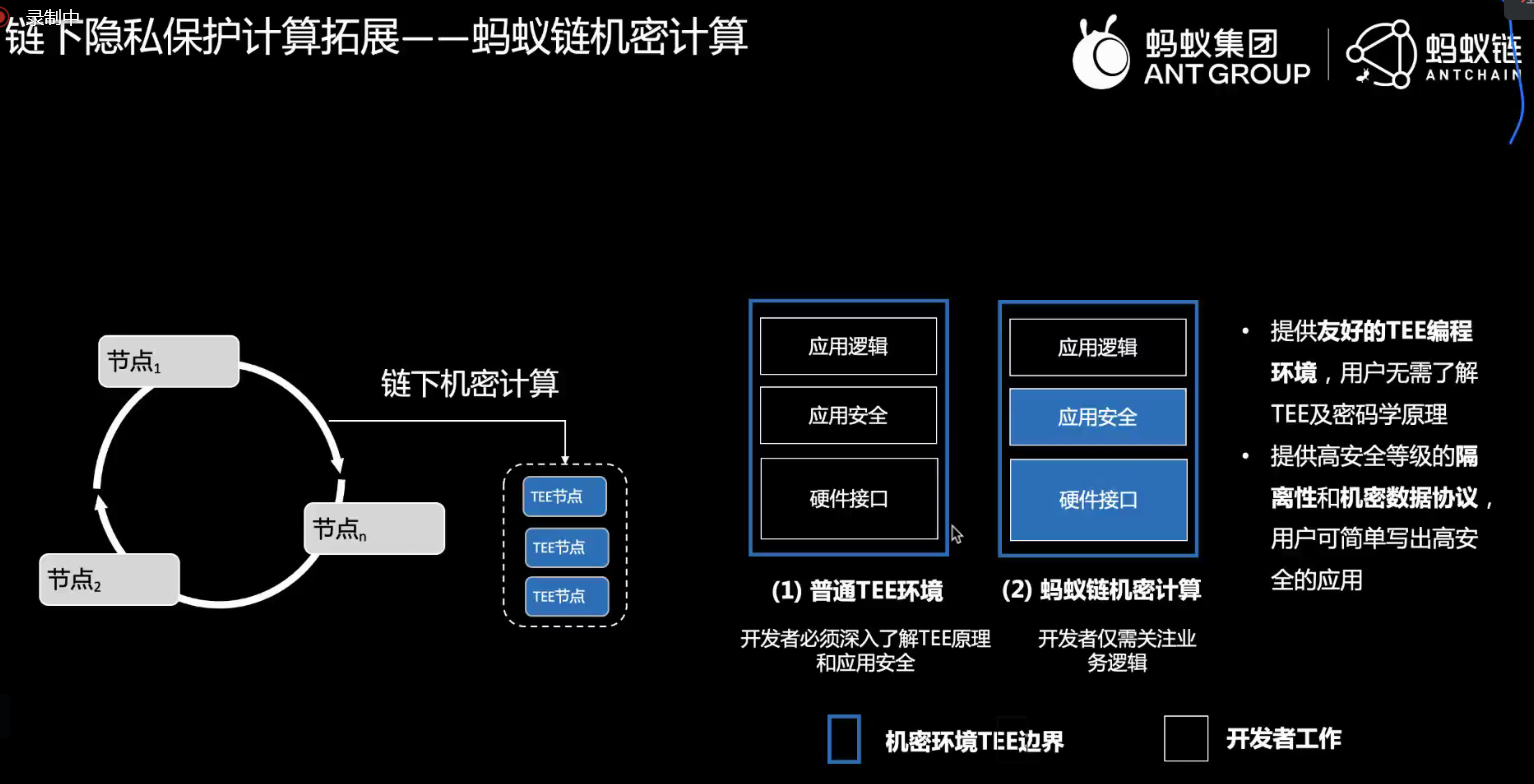 录制中
链下隐私保护计算拓展——蚂蚁链机密计算
蚂蚁集团
ANT GROUP
蚂蚁链
ANTCHAIN
节点1
节点2
节点n
链下机密计算
TEE节点
TEE节点
TEE节点
应用逻辑
应用安全
硬件接口
(1) 普通TEE环境
开发者必须深入了解TEE原理
和应用安全
应用逻辑
应用安全
硬件接口
(2) 蚂蚁链机密计算
开发者仅需关注业
务逻辑
• 提供友好的TEE编程
环境，用户无需了解
TEE及密码学原理
• 提供高安全等级的隔
离性和机密数据协议，
用户可简单写出高安
全的应用
机密环境TEE边界
开发者工作